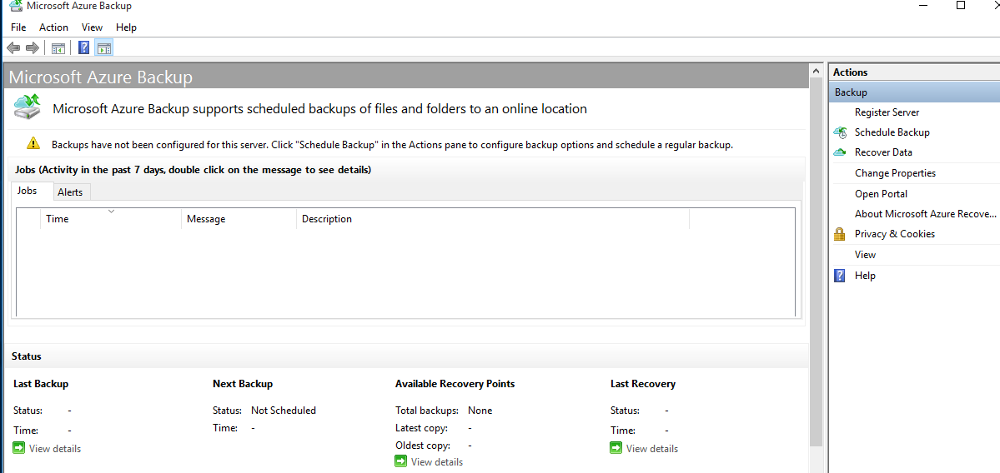 Microsoft Azure Backup
File Action View Help
Microsoft Azure Backup
Microsoft Azure Backup supports scheduled backups of files and folders to an online location
Backups have not been configured for this server. Click "Schedule Backup" in the Actions pane to configure backup options and schedule a regular backup.
Jobs (Activity in the past 7 days, double click on the message to see details)
Jobs Alerts
Time Message Description
Status
Last Backup
Status: -
Time: -
View details
Next Backup
Status: Not Scheduled
Time: -
Available Recovery Points
Total backups: None
Latest copy: -
Oldest copy: -
View details
Last Recovery
Status: -
Time: -
View details
Actions
Backup
Register Server
Schedule Backup
Recover Data
Change Properties
Open Portal
About Microsoft Azure Recove...
Privacy & Cookies
View
Help